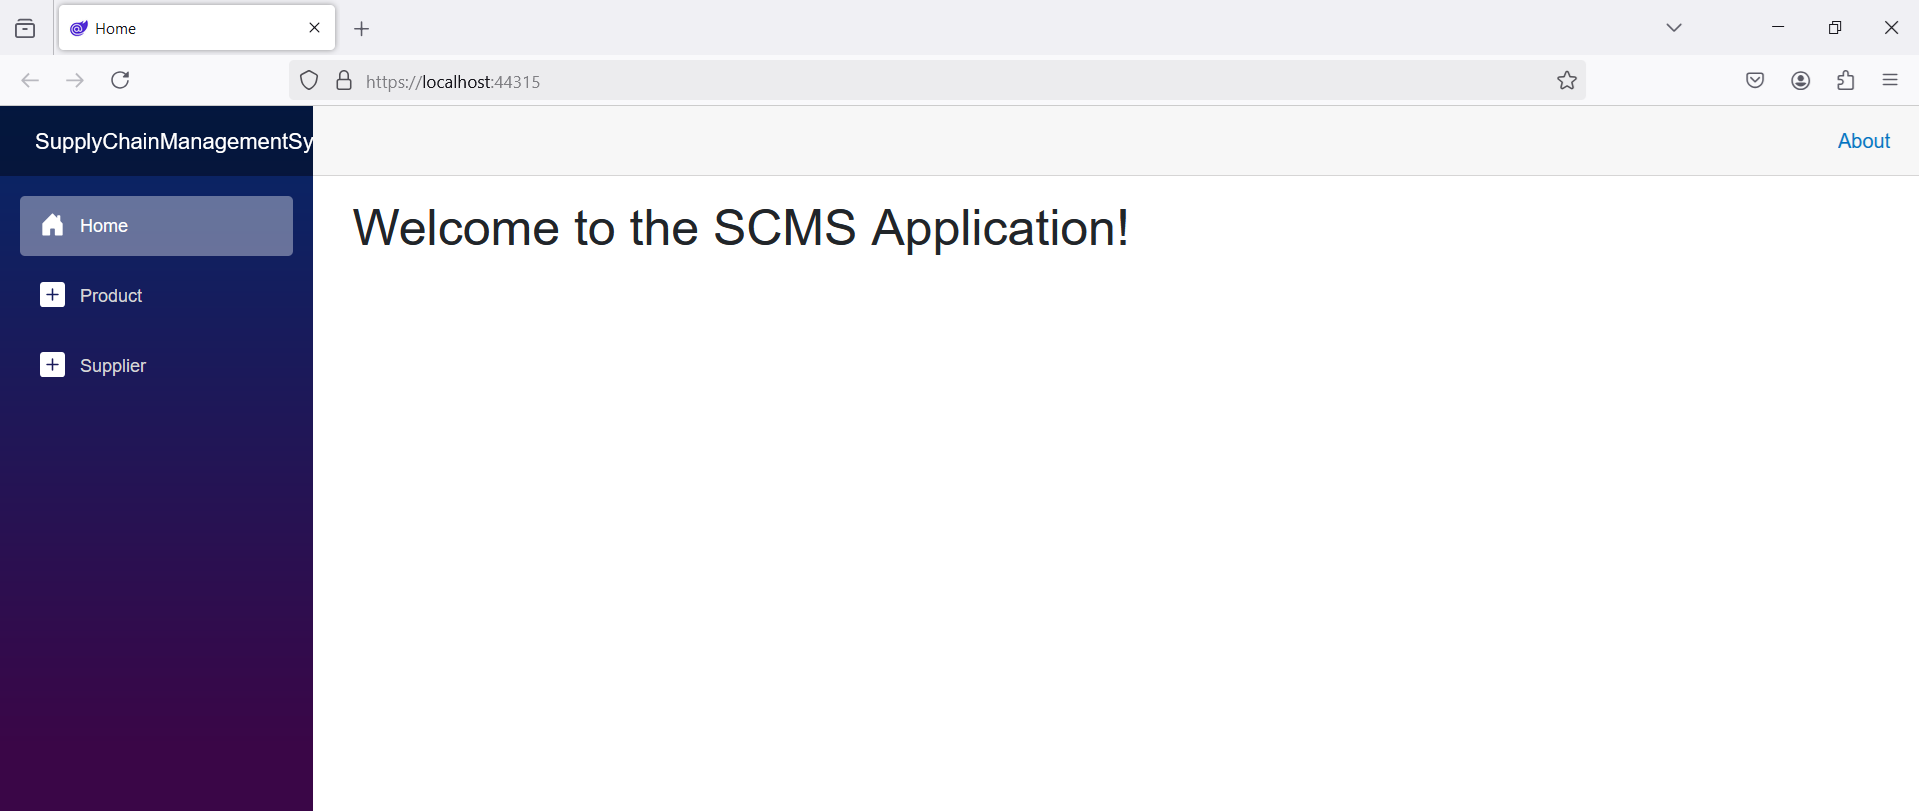 Home
https://localhost:44315
SupplyChainManagementSy
About
Home
Welcome to the SCMS Application!
Product
Supplier